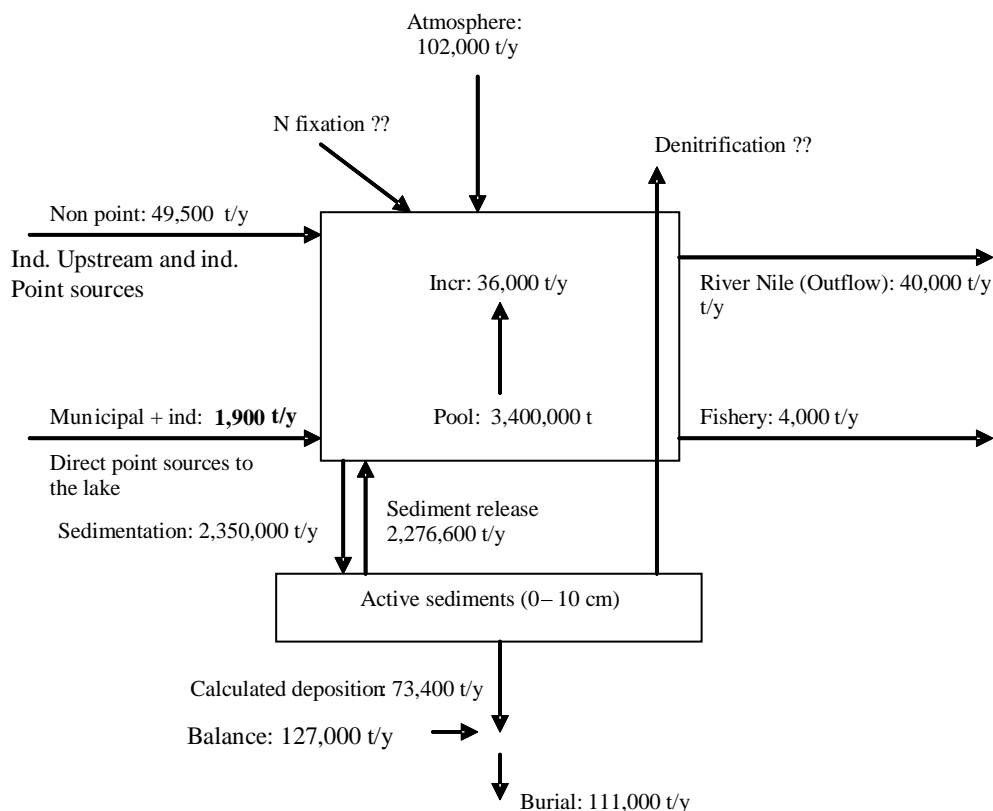 Atmosphere:
102,000 t/y
N fixation ??
Denitrification ??
Non point: 49,500 t/y
Ind. Upstream and ind.
Point sources
Incr: 36,000 t/y
River Nile (Outflow): 40,000 t/y
t/y
Municipal + ind: 1,900 t/y
Pool: 3,400,000 t
Fishery: 4,000 t/y
Direct point sources to
the lake
Sedimentation: 2,350,000 t/y
Sediment release
2,276,600 t/y
Active sediments (0– 10 cm)
Calculated deposition: 73,400 t/y
Balance: 127,000 t/y
Burial: 111,000 t/y